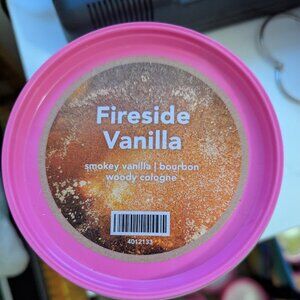 Fireside
Vanilla
smokey vanilla | bourbon
woody cologne
4012133